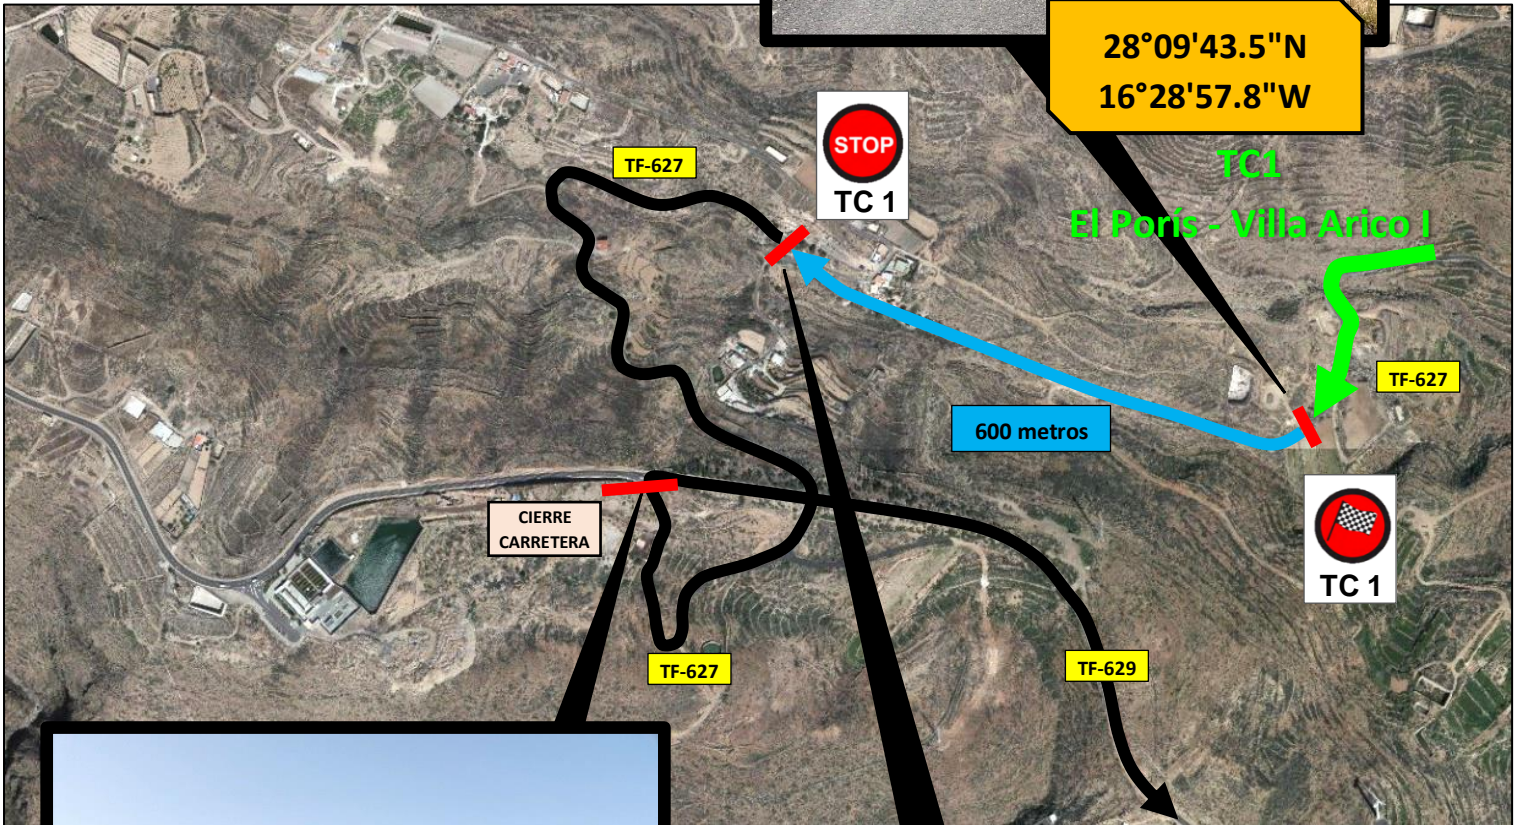 28°09'43.5"N
16°28'57.8"W
STOP
TC 1
TF-627
TC1
El Porís - Villa Arico I
TF-627
600 metros
CIERRE
CARRETERA
TC 1
TF-627
TF-629